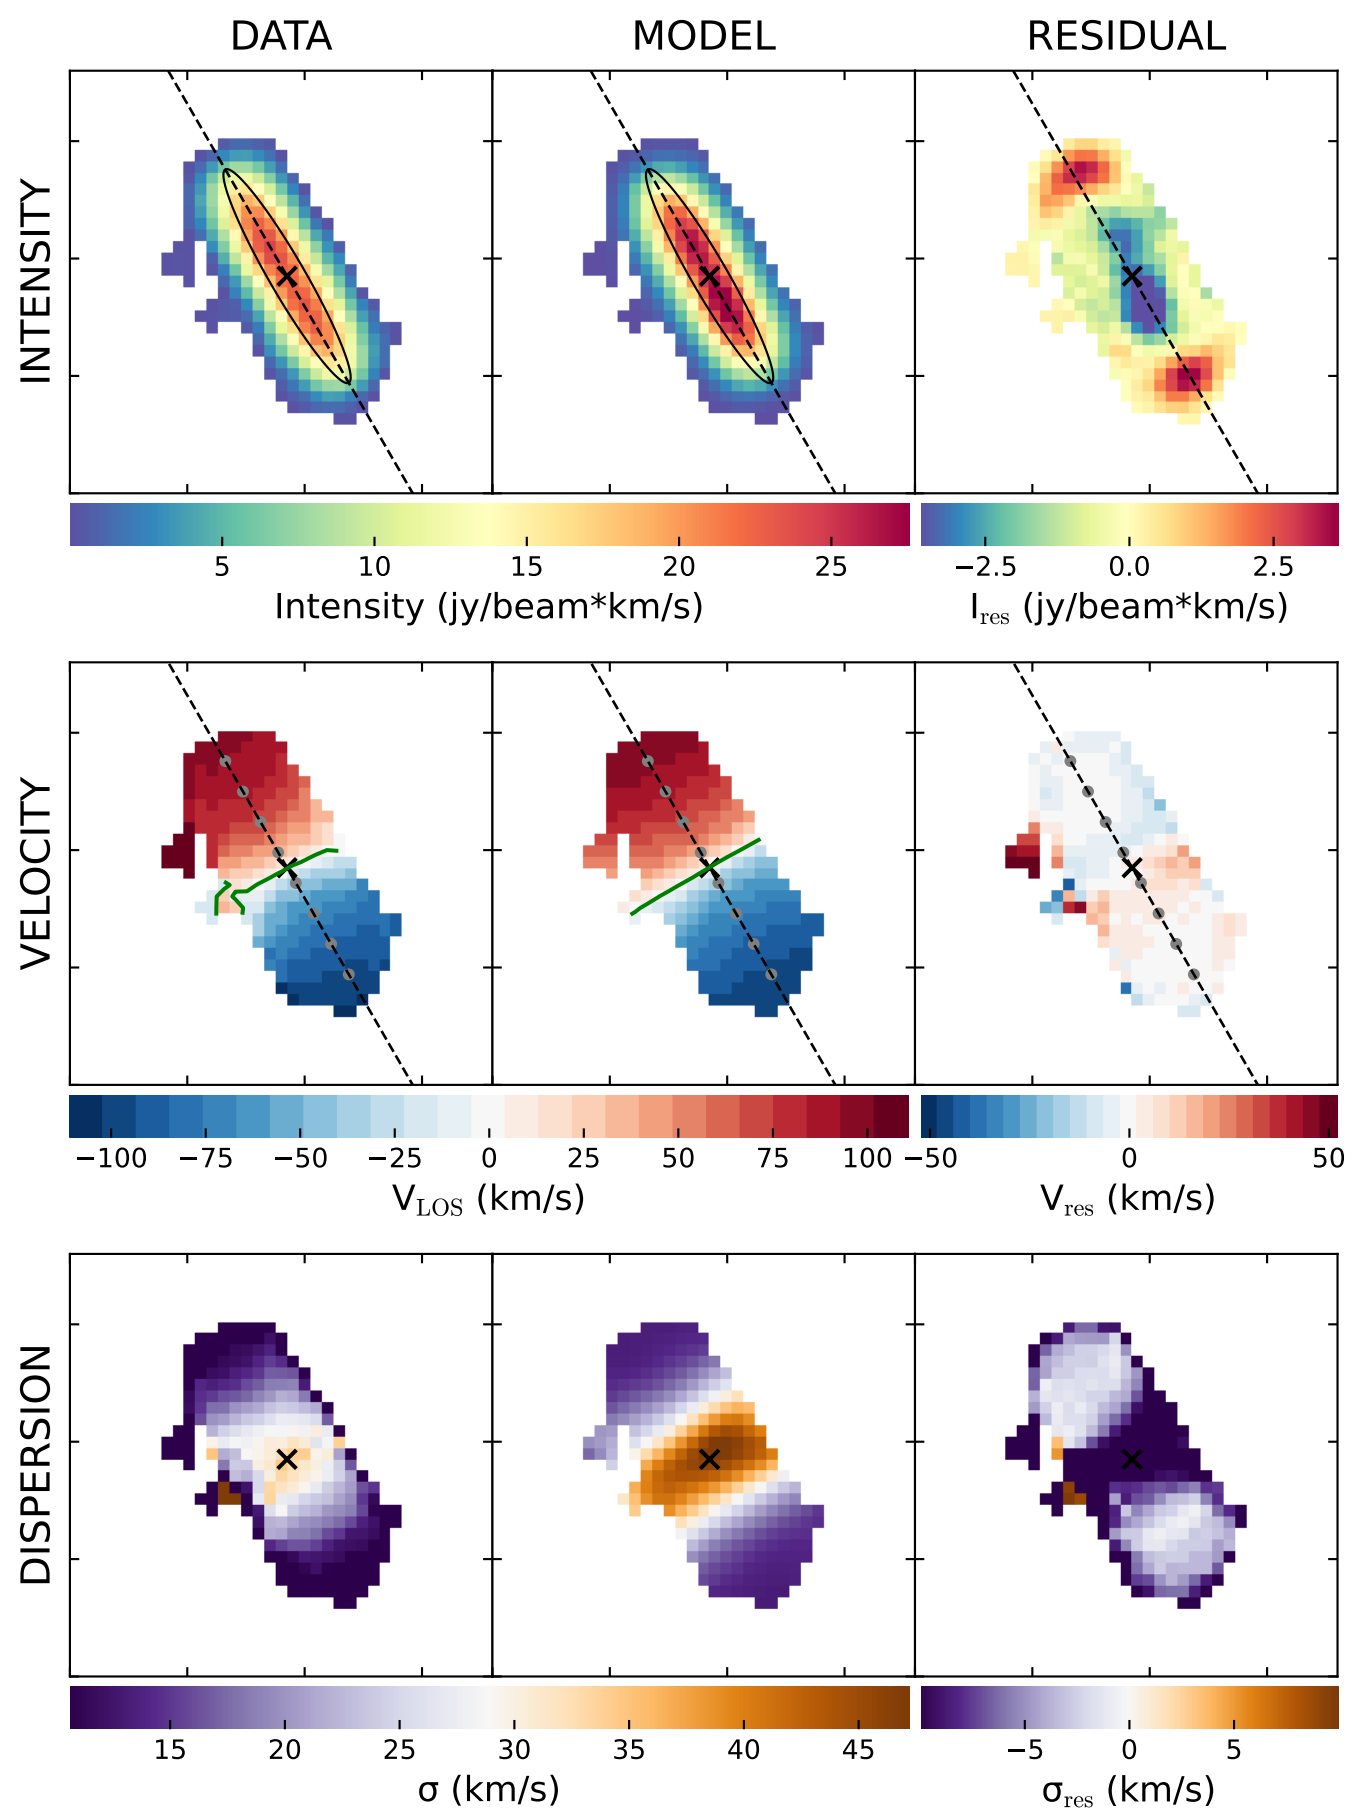 DATA MODEL RESIDUAL
INTENSITY
5 10 15 20 25 −2.5 0.0 2.5
Intensity (jy/beam*km/s) I_res (jy/beam*km/s)
VELOCITY
−100 −75 −50 −25 0 25 50 75 100 −50 0 50
V_LOS (km/s) V_res (km/s)
DISPERSION
15 20 25 30 35 40 45 −5 0 5
σ (km/s) σ_res (km/s)